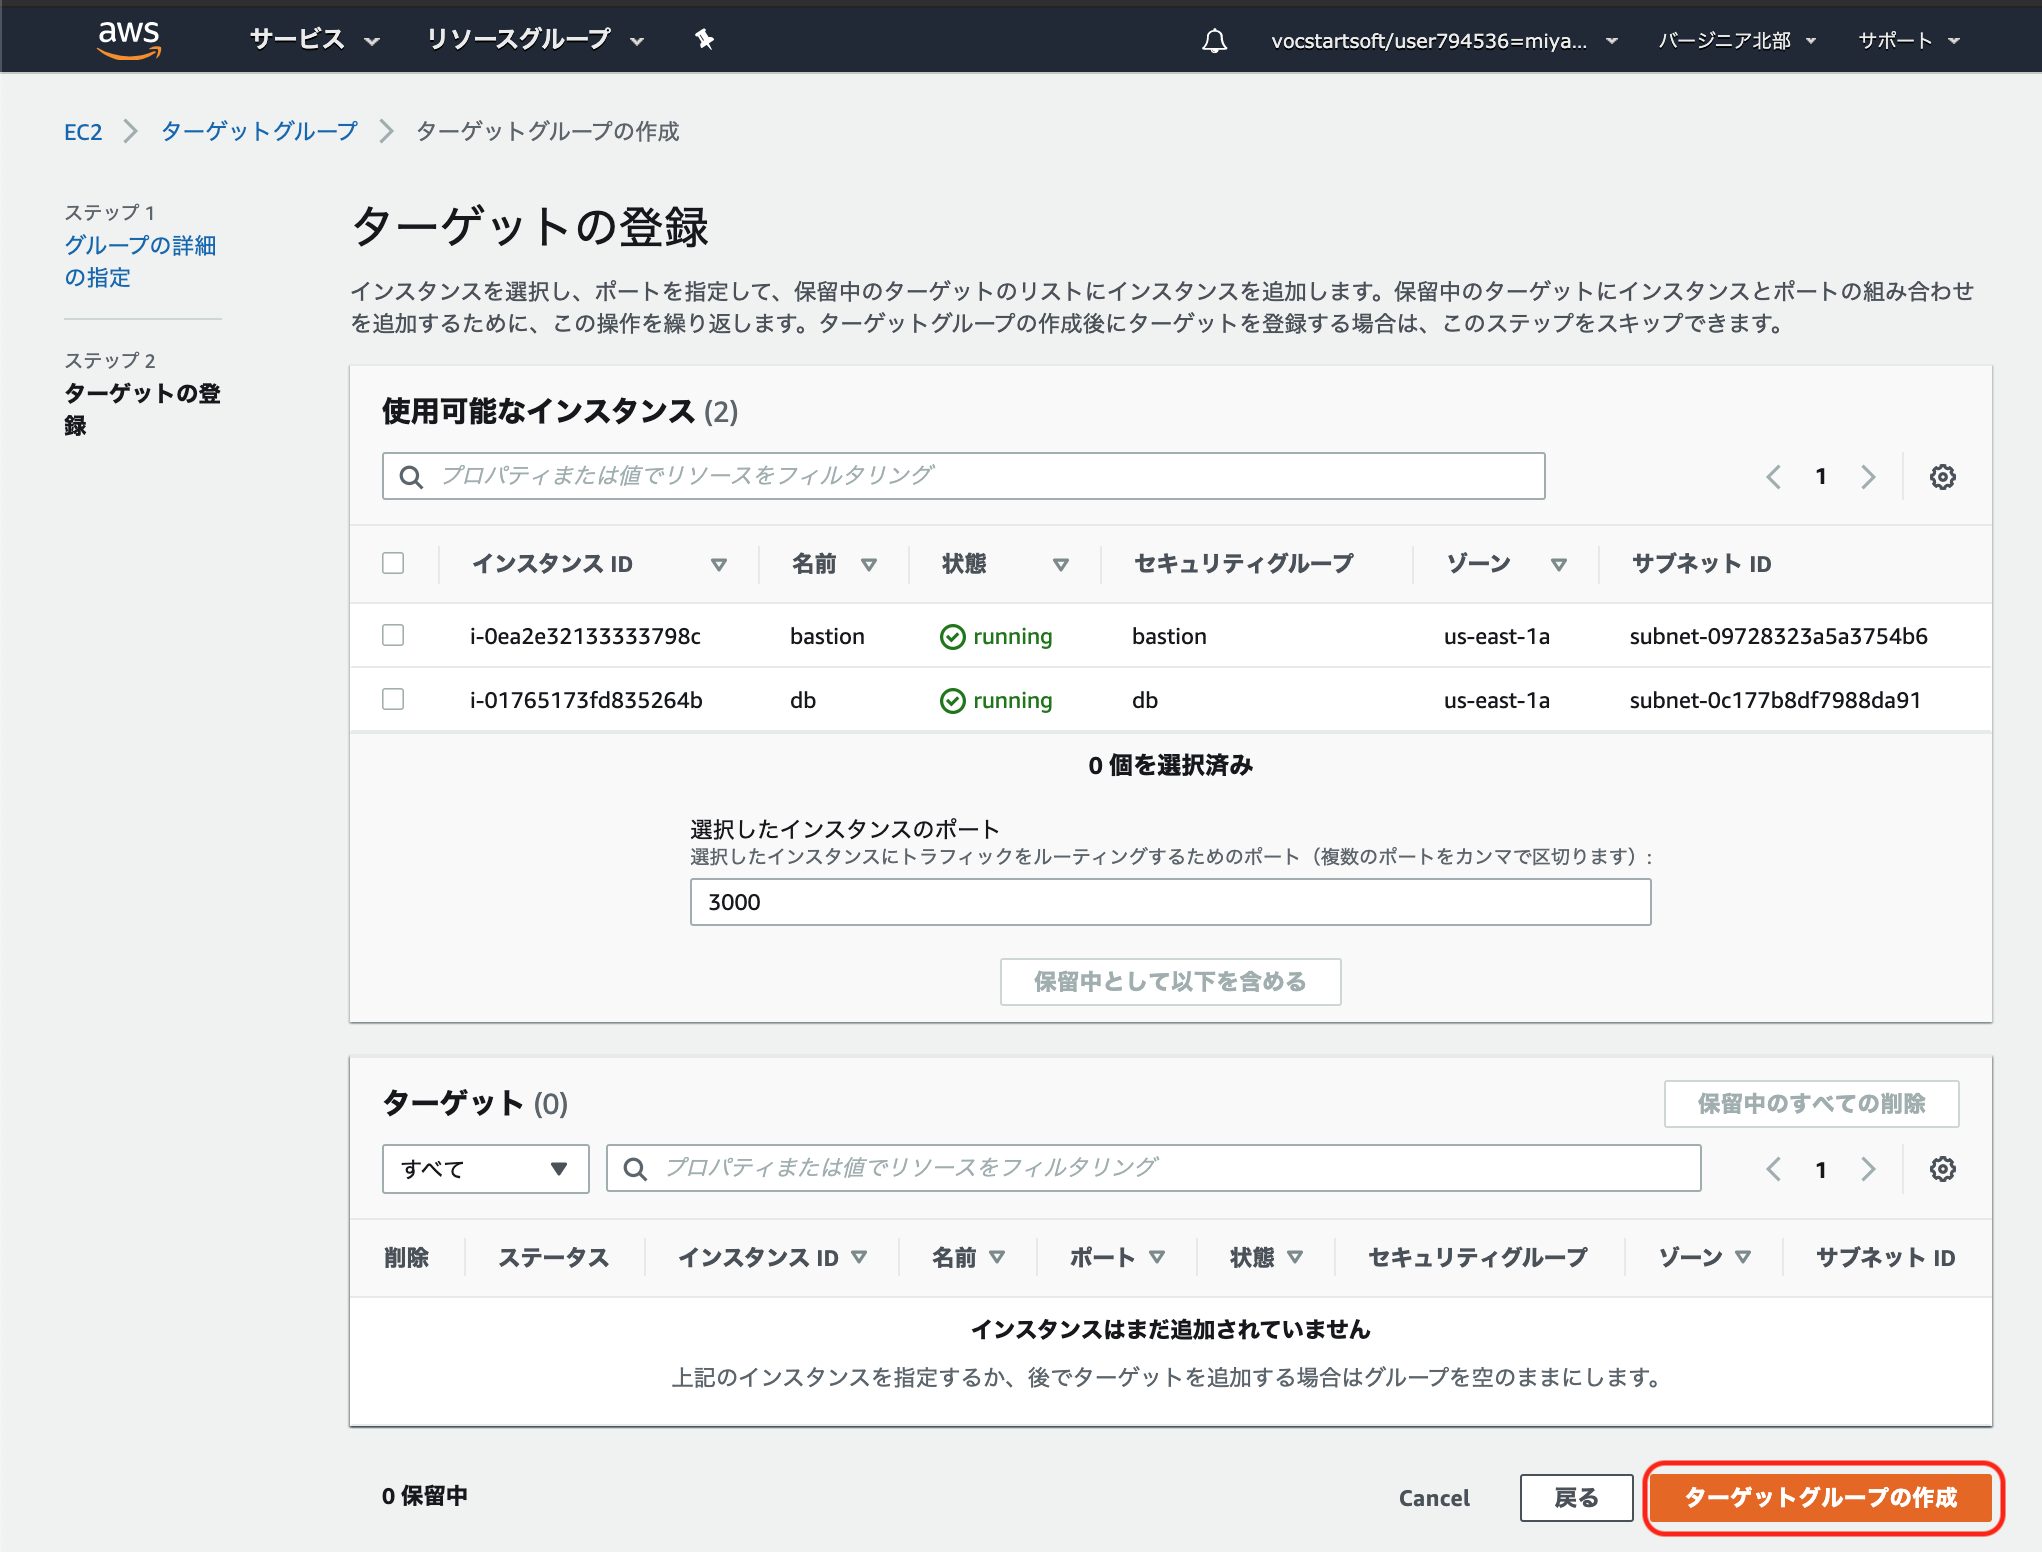 aws サービス リソースグループ vocstartsoft/user794536=miya... バージニア北部 サポート
EC2 ターゲットグループ ターゲットグループの作成
ステップ 1
グループの詳細
の指定
ステップ 2
ターゲットの登
録
ターゲットの登録
インスタンスを選択し、ポートを指定して、保留中のターゲットのリストにインスタンスを追加します。保留中のターゲットにインスタンスとポートの組み合わせ
を追加するために、この操作を繰り返します。ターゲットグループの作成後にターゲットを登録する場合は、このステップをスキップできます。
使用可能なインスタンス (2)
プロパティまたは値でリソースをフィルタリング 1
インスタンス ID 名前 状態 セキュリティグループ ゾーン サブネット ID
i-0ea2e32133333798c bastion running bastion us-east-1a subnet-09728323a5a3754b6
i-01765173fd835264b db running db us-east-1a subnet-0c177b8df7988da91
0 個を選択済み
選択したインスタンスのポート
選択したインスタンスにトラフィックをルーティングするためのポート（複数のポートをカンマで区切ります）:
3000
保留中として以下を含める
ターゲット (0) 保留中のすべての削除
すべて プロパティまたは値でリソースをフィルタリング 1
削除 ステータス インスタンス ID 名前 ポート 状態 セキュリティグループ ゾーン サブネット ID
インスタンスはまだ追加されていません
上記のインスタンスを指定するか、後でターゲットを追加する場合はグループを空のままにします。
0 保留中 Cancel 戻る ターゲットグループの作成